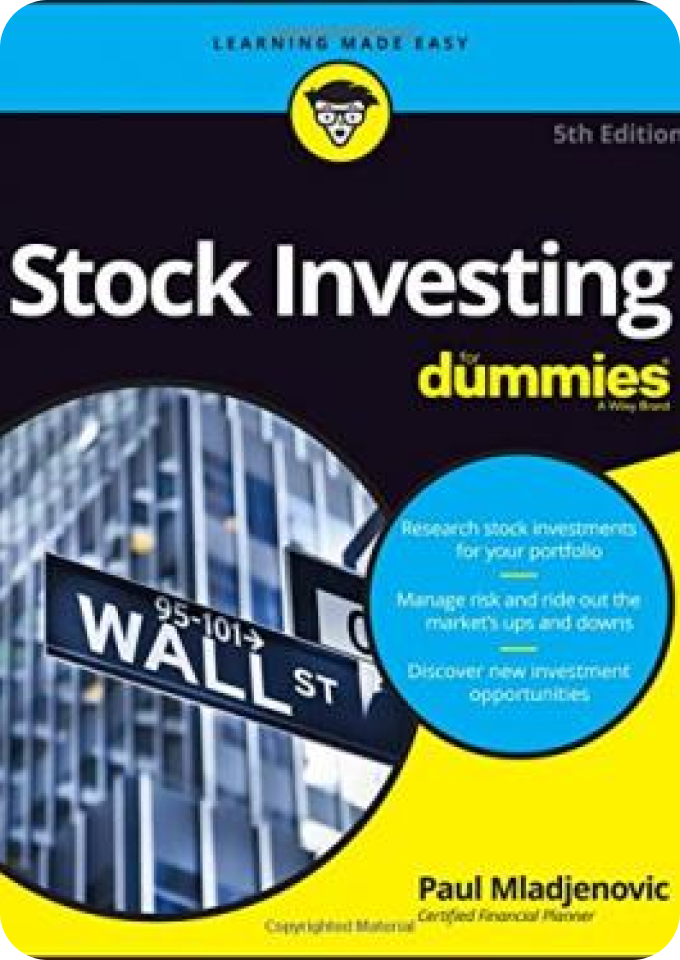 LEARNING MADE EASY
5th Edition
Stock Investing
for
dummies®
A Wiley Brand
Research stock investments
for your portfolio
Manage risk and ride out the
market's ups and downs
Discover new investment
opportunities
95-101→
WALL ST
Paul Mladjenovic
Certified Financial Planner
Copyrighted Material